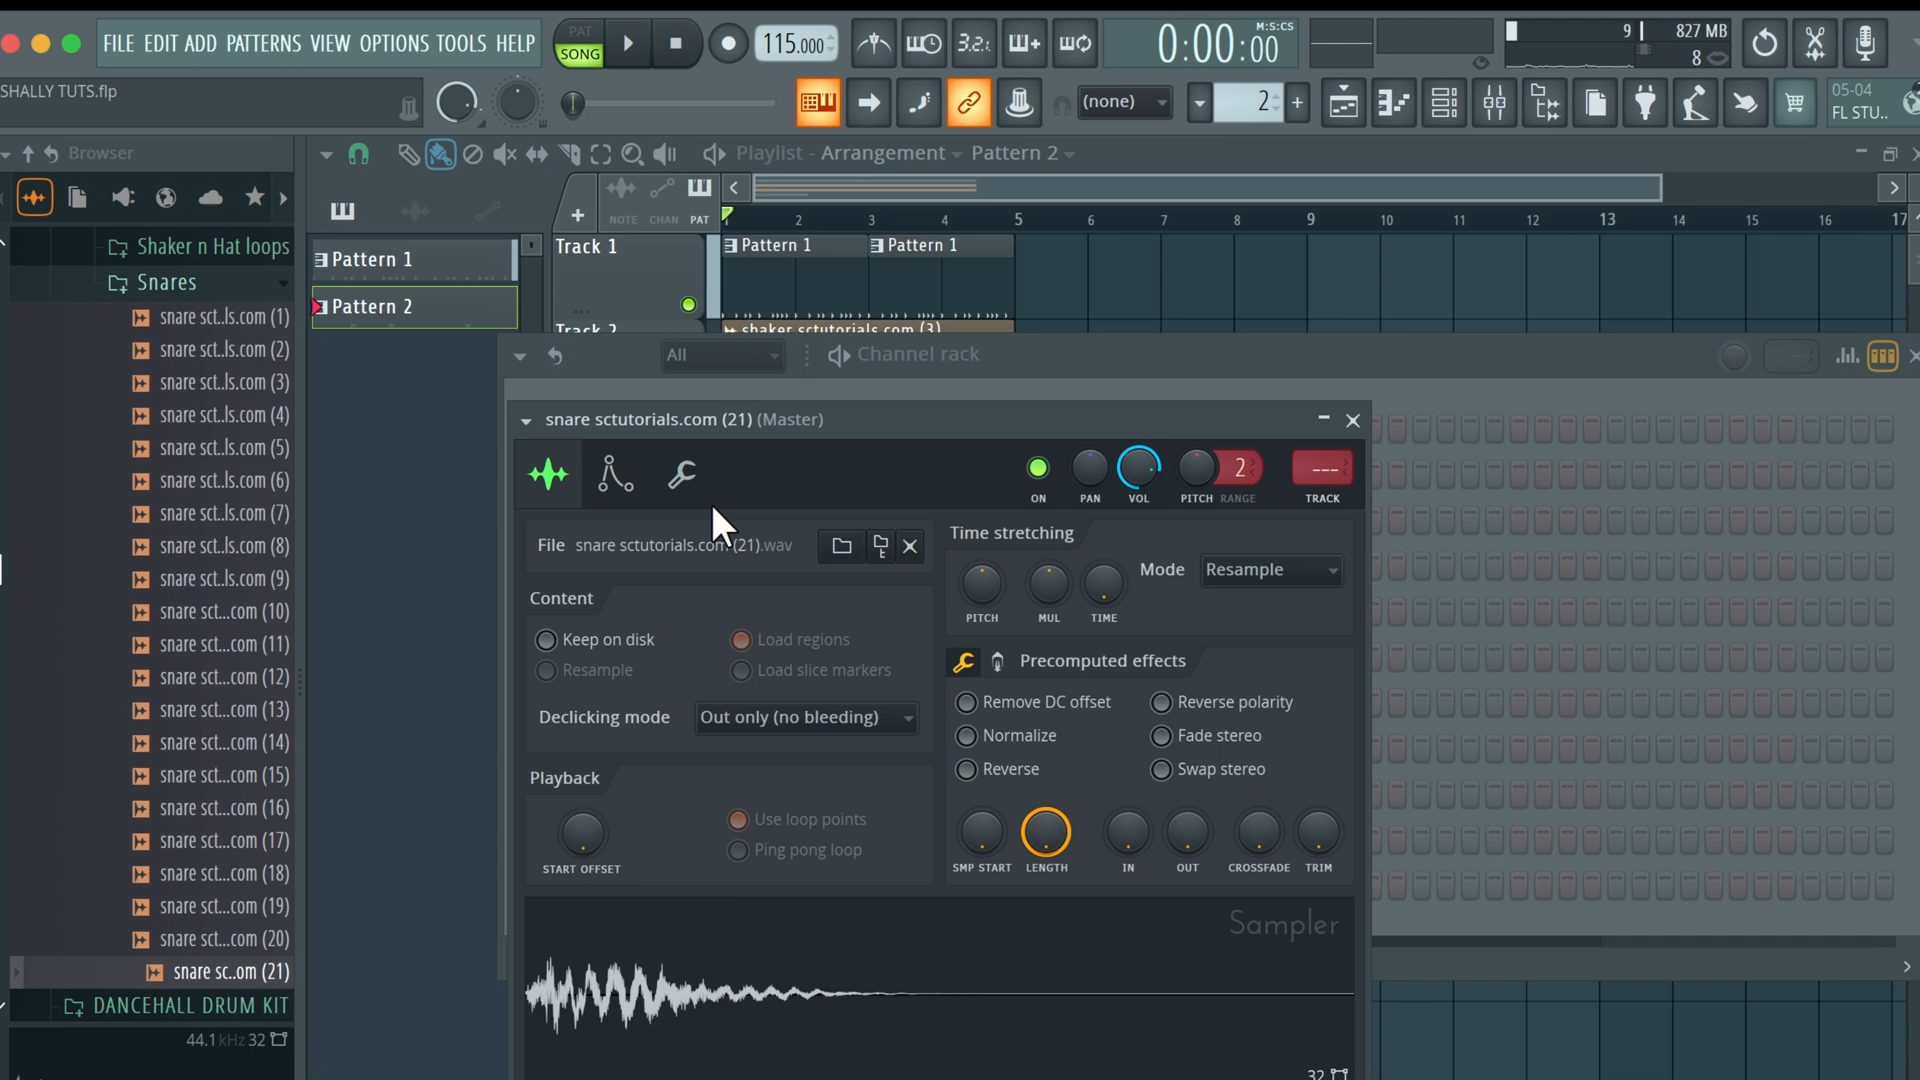 FILE EDIT ADD PATTERNS VIEW OPTIONS TOOLS HELP
PAT
SONG
115.000
3.2.
M:S:CS
0:00:00
9
827 MB
8
SHALLY TUTS.flp
(none)
2
05-04
FL STU..
Browser
Playlist - Arrangement
Pattern 2
NOTE CHAN PAT
2 3 4 5 6 7 8 9 10 11 12 13 14 15 16 17
Shaker n Hat loops
Snares
Pattern 1
Pattern 2
Track 1
Pattern 1
Pattern 1
Track 2
shaker sctutorials.com (3)
snare sct..ls.com (1)
snare sct..ls.com (2)
snare sct..ls.com (3)
snare sct..ls.com (4)
snare sct..ls.com (5)
snare sct..ls.com (6)
snare sct..ls.com (7)
snare sct..ls.com (8)
snare sct..ls.com (9)
snare sct...com (10)
snare sct...com (11)
snare sct...com (12)
snare sct...com (13)
snare sct...com (14)
snare sct...com (15)
snare sct...com (16)
snare sct...com (17)
snare sct...com (18)
snare sct...com (19)
snare sct...com (20)
snare sc..om (21)
DANCEHALL DRUM KIT
44.1kHz 32
All
Channel rack
snare sctutorials.com (21) (Master)
ON
PAN
VOL
PITCH RANGE
2
---
TRACK
File snare sctutorials.com (21).wav
Content
Keep on disk
Load regions
Resample
Load slice markers
Declicking mode
Out only (no bleeding)
Playback
START OFFSET
Use loop points
Ping pong loop
Time stretching
PITCH
MUL
TIME
Mode
Resample
Precomputed effects
Remove DC offset
Reverse polarity
Normalize
Fade stereo
Reverse
Swap stereo
SMP START
LENGTH
IN
OUT
CROSSFADE
TRIM
Sampler
32